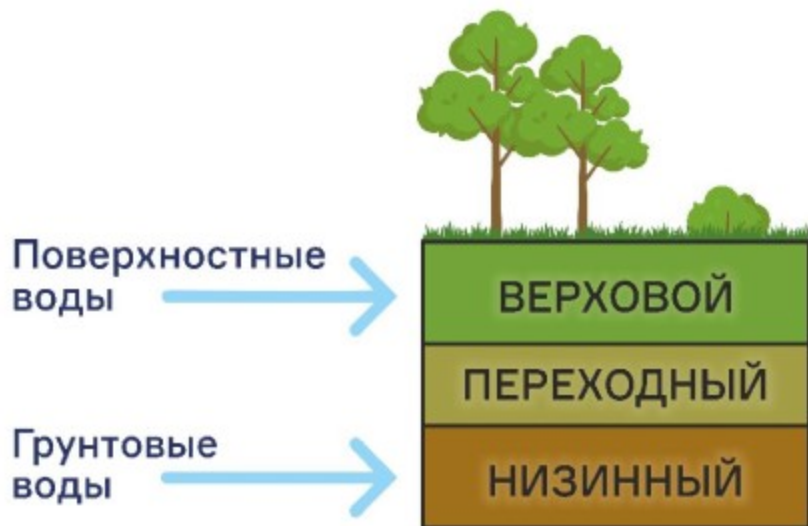 Поверхностные
воды
ВЕРХОВОЙ
ПЕРЕХОДНЫЙ
Грунтовые
воды
НИЗИННЫЙ